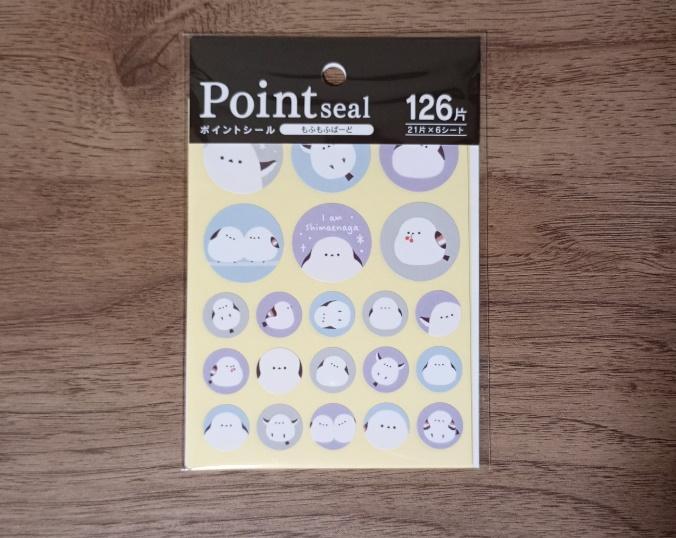 Point seal
126片
ポイントシール もふもふばーど
21片×6シート
I am
Shimaenaga